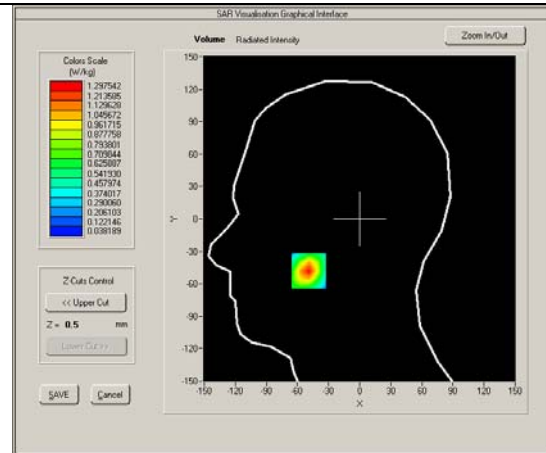 SAR Visualisation Graphical Interface
Volume Radiated Intensity
Zoom In/Out
Colors Scale
(W/kg)
1.297542
1.213585
1.129628
1.045672
0.961715
0.877758
0.793801
0.709844
0.625887
0.541930
0.457974
0.374017
0.290060
0.206103
0.122146
0.038189
Z-Cuts Control
<< Upper Cut
Z = 0.5 mm
Lower Cut >>
SAVE Cancel
150
120
90
60
30
0
-30
-60
-90
-120
-150
Y
-150 -120 -90 -60 -30 0 30 60 90 120 150
X